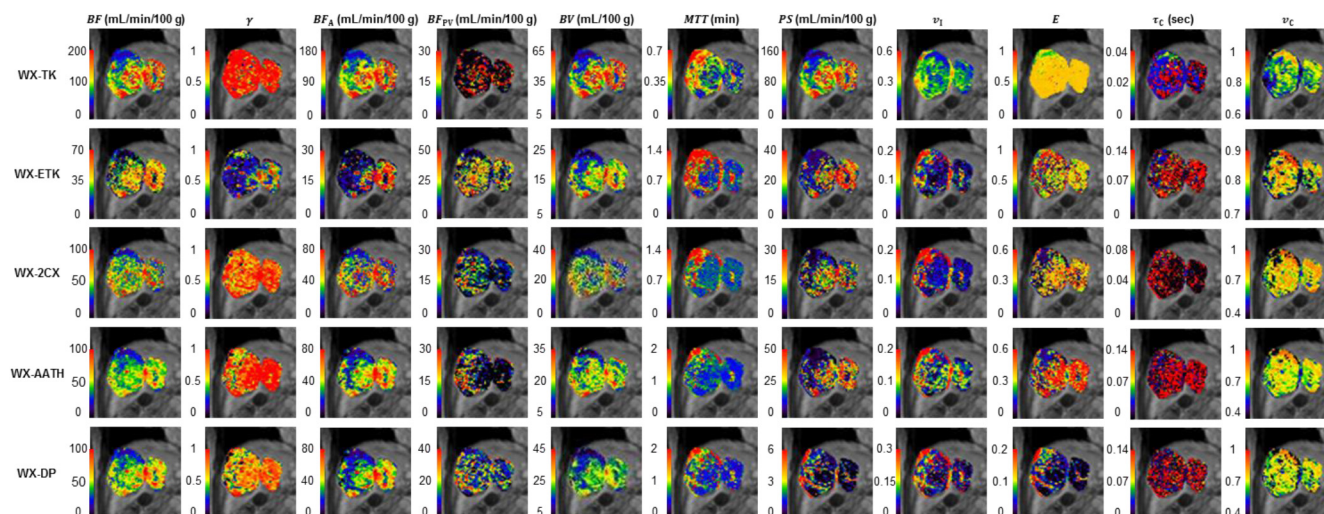 BF (mL/min/100 g) γ BF_A (mL/min/100 g) BF_PV (mL/min/100 g) BV (mL/100 g) MTT (min) PS (mL/min/100 g) v_I E τ_C (sec) v_C
200 1 180 30 65 0.7 160 0.6 1 0.04 1
WX-TK 100 0.5 90 15 35 0.35 80 0.3 0.5 0.02 0.8
0 0 0 0 5 0 0 0 0 0 0.6
70 1 30 50 25 1.4 40 0.2 1 0.14 0.9
WX-ETK 35 0.5 15 25 15 0.7 20 0.1 0.5 0.07 0.8
0 0 0 0 5 0 0 0 0 0 0.7
100 1 80 30 40 1.4 30 0.2 0.6 0.08 1
WX-2CX 50 0.5 40 15 20 0.7 15 0.1 0.3 0.04 0.7
0 0 0 0 0 0 0 0 0 0 0.4
100 1 80 30 35 2 50 0.2 0.6 0.14 1
WX-AATH 50 0.5 40 15 20 1 25 0.1 0.3 0.07 0.7
0 0 0 0 5 0 0 0 0 0 0.4
100 1 80 40 45 2 6 0.3 0.2 0.14 1
WX-DP 50 0.5 40 20 25 1 3 0.15 0.1 0.07 0.7
0 0 0 0 5 0 0 0 0 0 0.4